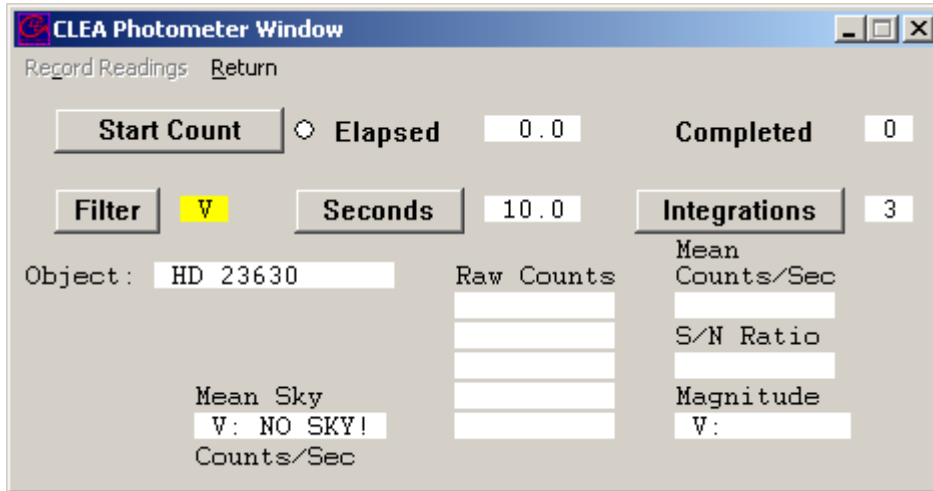 CLEA Photometer Window
Record Readings Return
Start Count Elapsed 0.0 Completed 0
Filter V Seconds 10.0 Integrations 3
Object: HD 23630 Raw Counts Mean Counts/Sec
S/N Ratio
Mean Sky Magnitude
V: NO SKY! V:
Counts/Sec